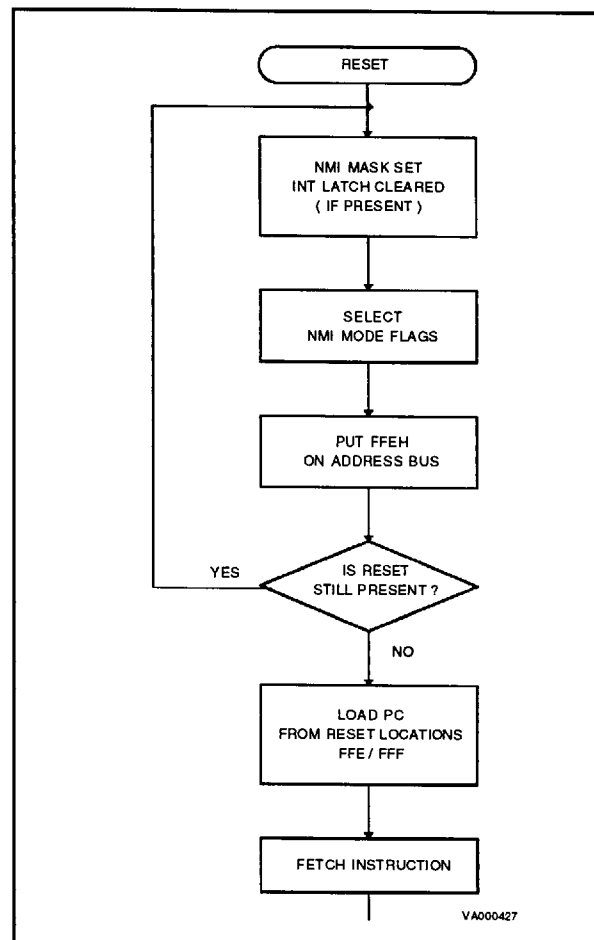 RESET
NMI MASK SET
INT LATCH CLEARED
( IF PRESENT )
SELECT
NMI MODE FLAGS
PUT FFEH
ON ADDRESS BUS
IS RESET
STILL PRESENT ?
YES
NO
LOAD PC
FROM RESET LOCATIONS
FFE / FFF
FETCH INSTRUCTION
VA000427